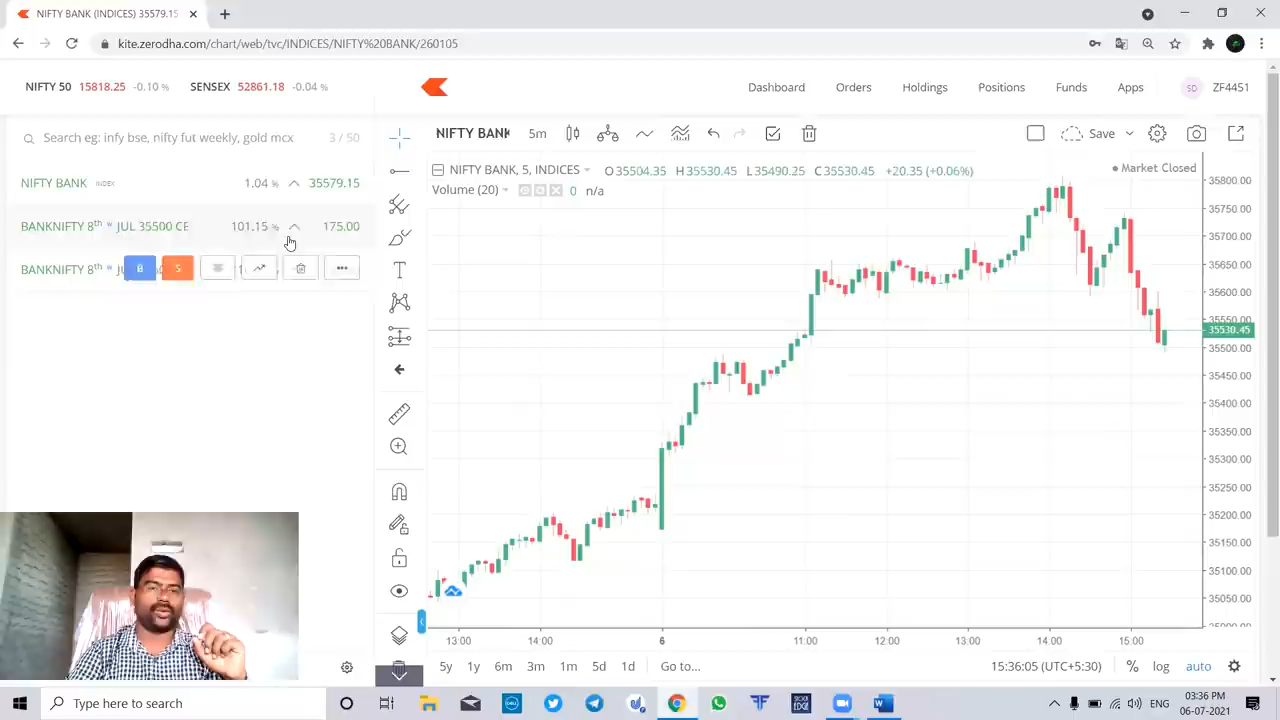 NIFTY BANK (INDICES) 35579.15
kite.zerodha.com/chart/web/tvc/INDICES/NIFTY%20BANK/260105
NIFTY 50 15818.25 -0.10 % SENSEX 52861.18 -0.04 %
Dashboard Orders Holdings Positions Funds Apps SD ZF4451
Search eg: infy bse, nifty fut weekly, gold mcx 3 / 50
NIFTY BANK 5m Save
NIFTY BANK INDEX 1.04 % 35579.15
BANKNIFTY 8th w JUL 35500 CE 101.15 % 175.00
BANKNIFTY 8th w
B S
NIFTY BANK, 5, INDICES O35504.35 H35530.45 L35490.25 C35530.45 +20.35 (+0.06%)
Market Closed
Volume (20) 0 n/a
35800.00
35750.00
35700.00
35650.00
35600.00
35550.00
35530.45
35500.00
35450.00
35400.00
35350.00
35300.00
35250.00
35200.00
35150.00
35100.00
35050.00
13:00 14:00 6 11:00 12:00 13:00 14:00 15:00
5y 1y 6m 3m 1m 5d 1d Go to... 15:36:05 (UTC+5:30) % log auto
Type here to search
ENG
03:36 PM
06-07-2021